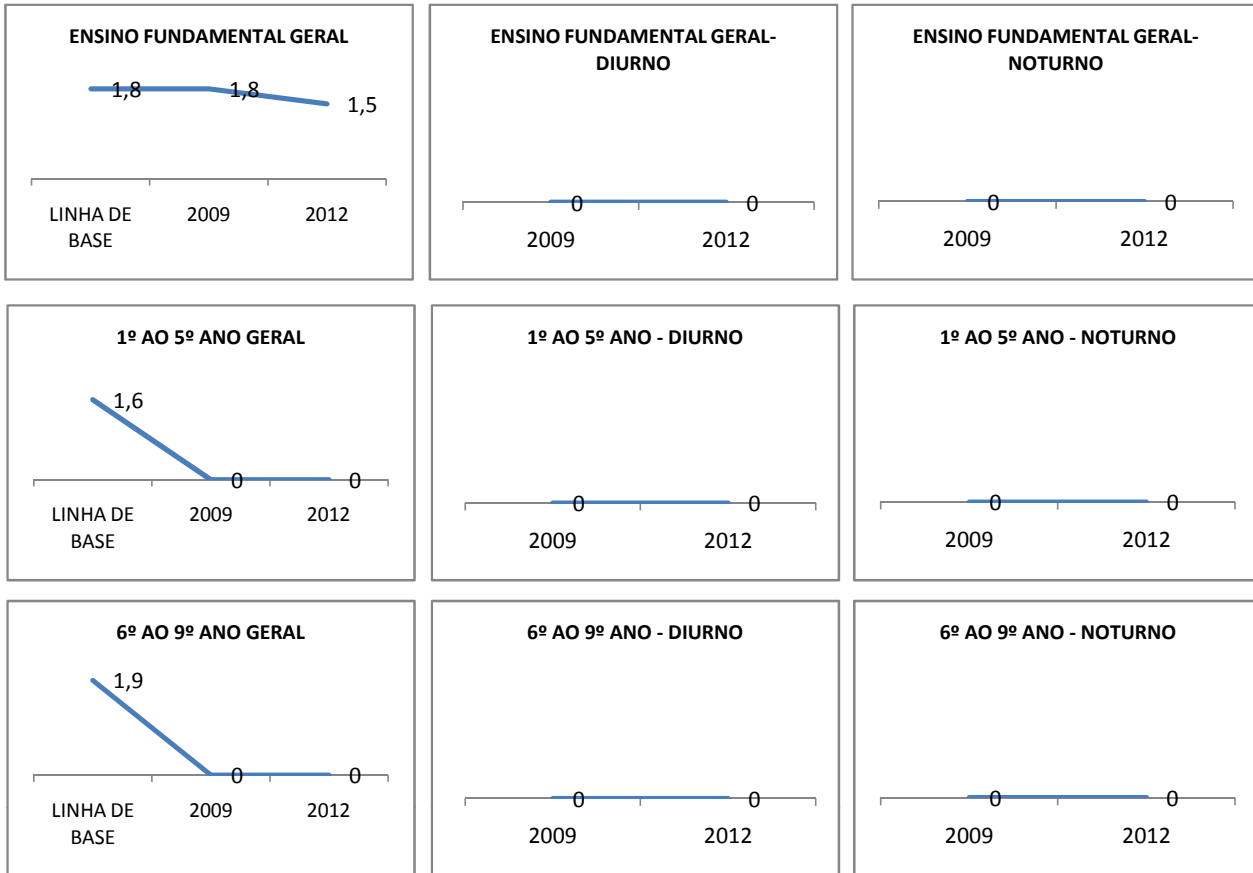 ENSINO FUNDAMENTAL GERAL
1,8
1,8
1,5
LINHA DE
BASE
2009
2012
ENSINO FUNDAMENTAL GERAL-
DIURNO
0
0
2009
2012
ENSINO FUNDAMENTAL GERAL-
NOTURNO
0
0
2009
2012
1º AO 5º ANO GERAL
1,6
0
0
LINHA DE
BASE
2009
2012
1º AO 5º ANO - DIURNO
0
0
2009
2012
1º AO 5º ANO - NOTURNO
0
0
2009
2012
6º AO 9º ANO GERAL
1,9
0
0
LINHA DE
BASE
2009
2012
6º AO 9º ANO - DIURNO
0
0
2009
2012
6º AO 9º ANO - NOTURNO
0
0
2009
2012